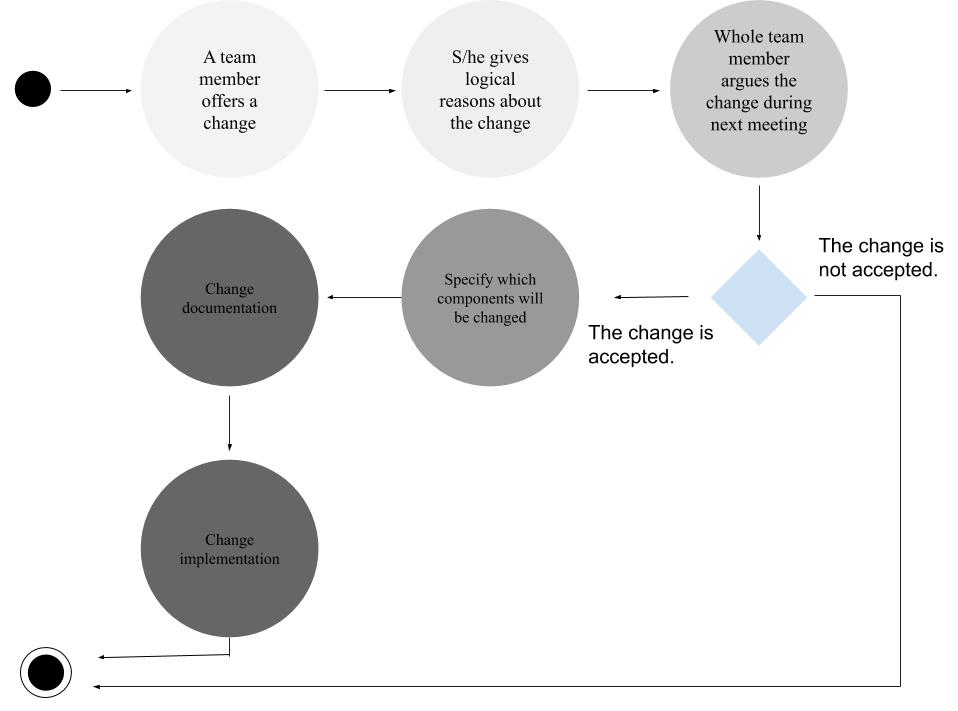 A team
member
offers a
change
S/he gives
logical
reasons about
the change
Whole team
member
argues the
change during
next meeting
The change is
not accepted.
The change is
accepted.
Specify which
components will
be changed
Change
documentation
Change
implementation